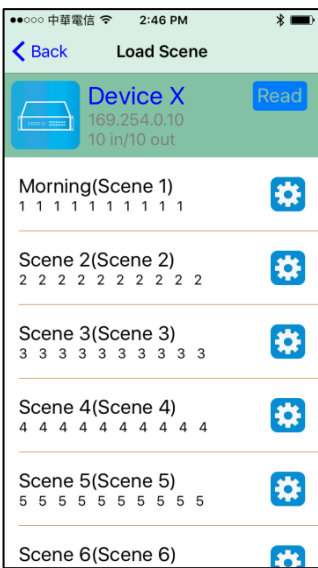 中華電信 2:46 PM
Back Load Scene
Device X Read
169.254.0.10
10 in/10 out
Morning(Scene 1)
1 1 1 1 1 1 1 1 1 1
Scene 2(Scene 2)
2 2 2 2 2 2 2 2 2 2
Scene 3(Scene 3)
3 3 3 3 3 3 3 3 3 3
Scene 4(Scene 4)
4 4 4 4 4 4 4 4 4 4
Scene 5(Scene 5)
5 5 5 5 5 5 5 5 5 5
Scene 6(Scene 6)